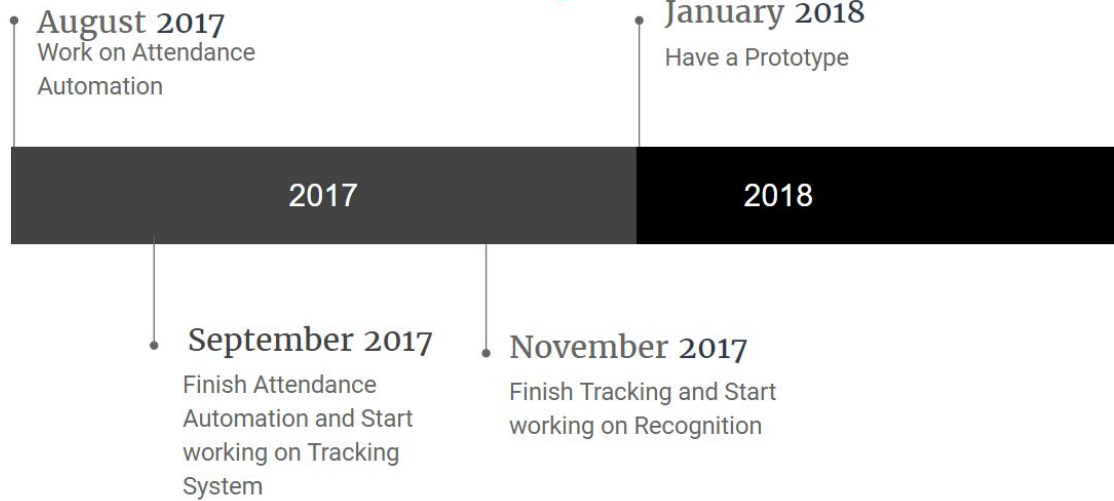 August 2017
Work on Attendance
Automation
January 2018
Have a Prototype
2017
2018
September 2017
Finish Attendance
Automation and Start
working on Tracking
System
November 2017
Finish Tracking and Start
working on Recognition